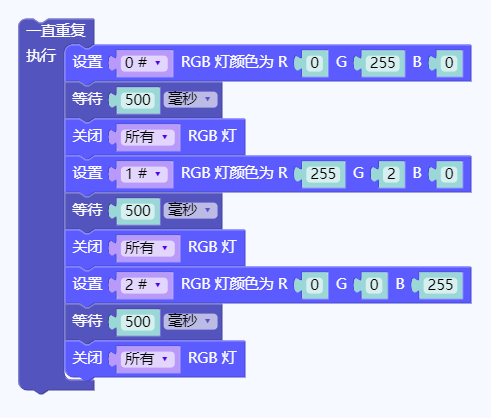 一直重复
执行
设置 0 # RGB 灯颜色为 R 0 G 255 B 0
等待 500 毫秒
关闭 所有 RGB 灯
设置 1 # RGB 灯颜色为 R 255 G 2 B 0
等待 500 毫秒
关闭 所有 RGB 灯
设置 2 # RGB 灯颜色为 R 0 G 0 B 255
等待 500 毫秒
关闭 所有 RGB 灯